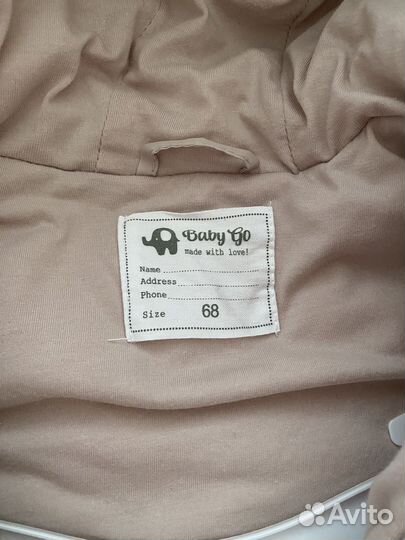 Baby Go
made with love!
Name
Address
Phone
Size 68
Avito